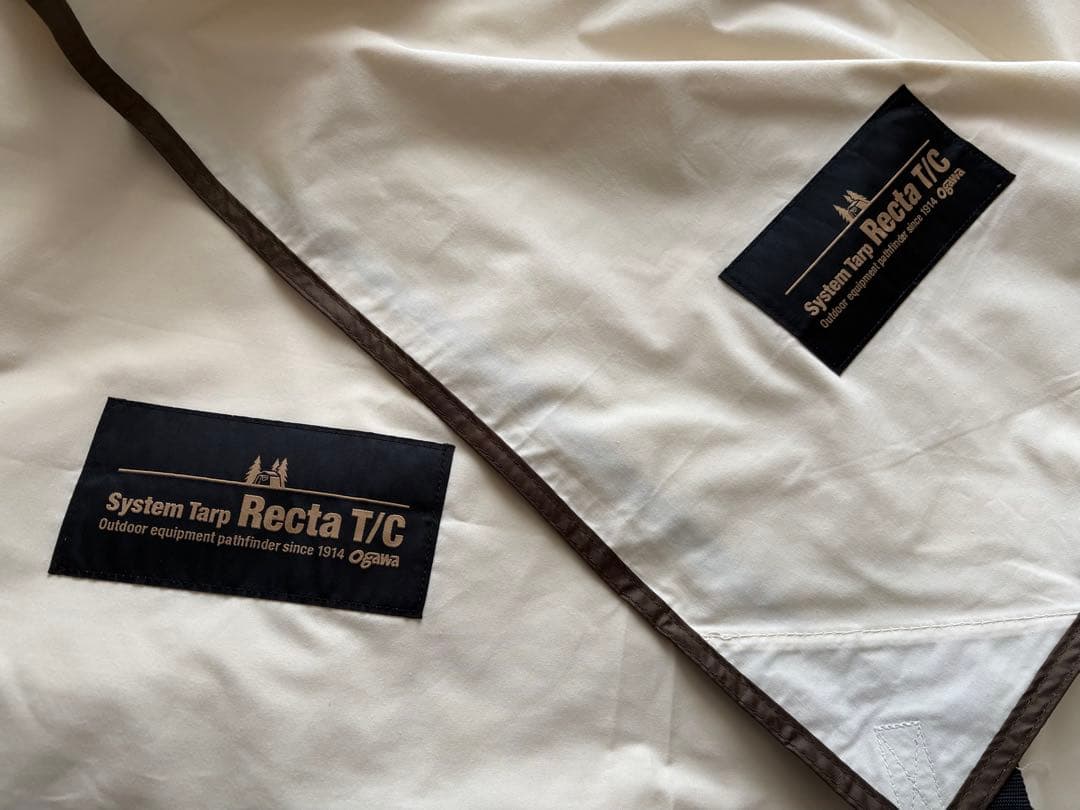 System Tarp Recta T/C
Outdoor equipment pathfinder since 1914 Ogawa
System Tarp Recta T/C
Outdoor equipment pathfinder since 1914 Ogawa